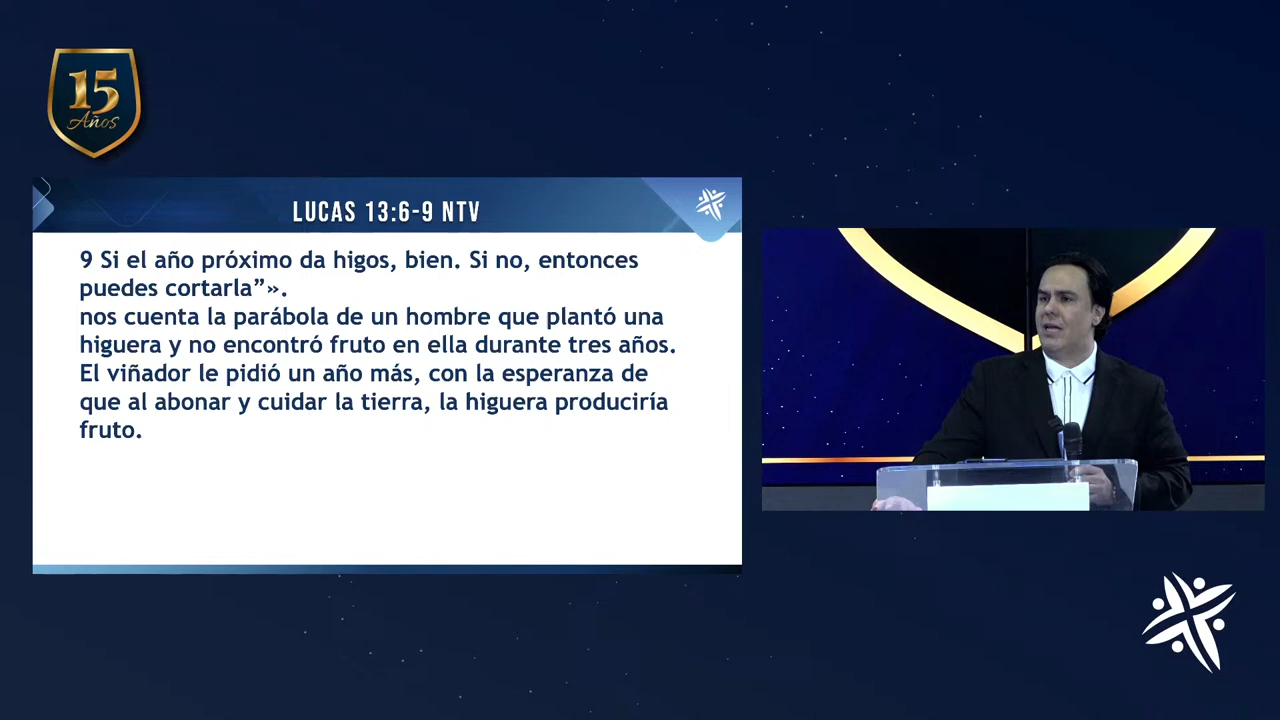 15
Años
LUCAS 13:6-9 NTV
9 Si el año próximo da higos, bien. Si no, entonces
puedes cortarla”».
nos cuenta la parábola de un hombre que plantó una
higuera y no encontró fruto en ella durante tres años.
El viñador le pidió un año más, con la esperanza de
que al abonar y cuidar la tierra, la higuera produciría
fruto.